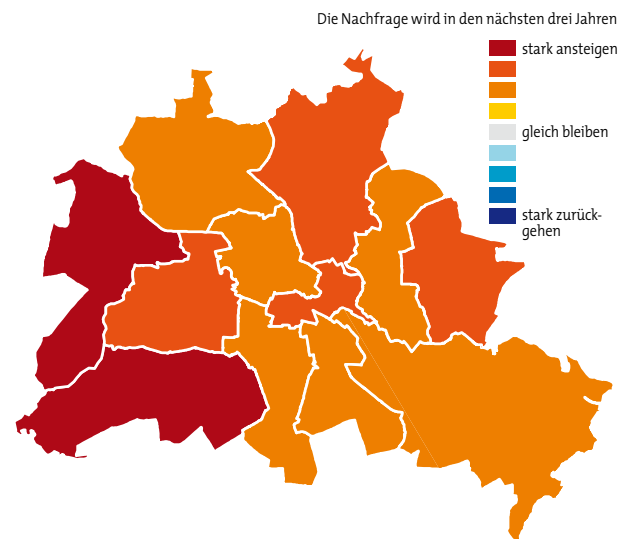 Die Nachfrage wird in den nächsten drei Jahren
stark ansteigen
gleich bleiben
stark zurück-
gehen